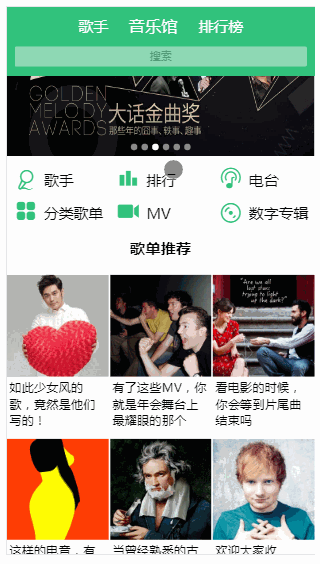 歌手 音乐馆 排行榜
搜索
GOLDEN
MELODY
AWARDS
大话金曲奖
那些年的囧事、轶事、趣事
歌手 排行 电台
分类歌单 MV 数字专辑
歌单推荐
Are we all
lost stars
trying to light
up the dark?
如此少女风的
歌，竟然是他们
写的！
有了这些MV，你
就是年会舞台上
最耀眼的那个
看电影的时候，
你会等到片尾曲
结束吗
这样的电音，有
当曾经熟悉的古
欢迎大家收